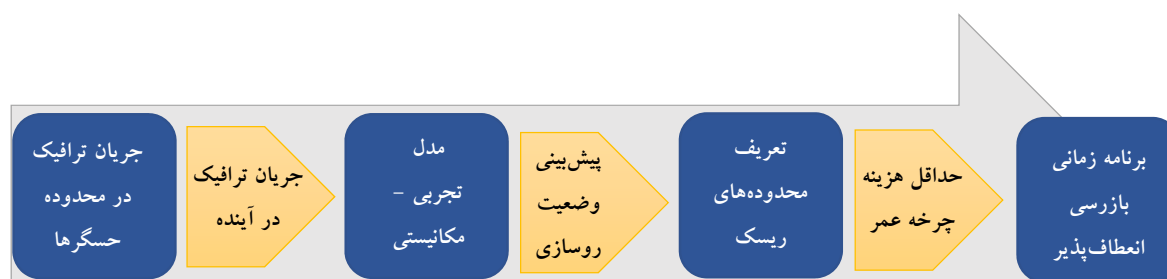 جریان ترافیک
در محدوده
حسگرها
جریان ترافیک
در آینده
مدل
تجربی –
مکانیستی
پیش‌بینی
وضعیت
روسازی
تعریف
محدوده‌های
ریسک
حداقل هزینه
چرخه عمر
برنامه زمانی
بازرسی
انعطاف‌پذیر